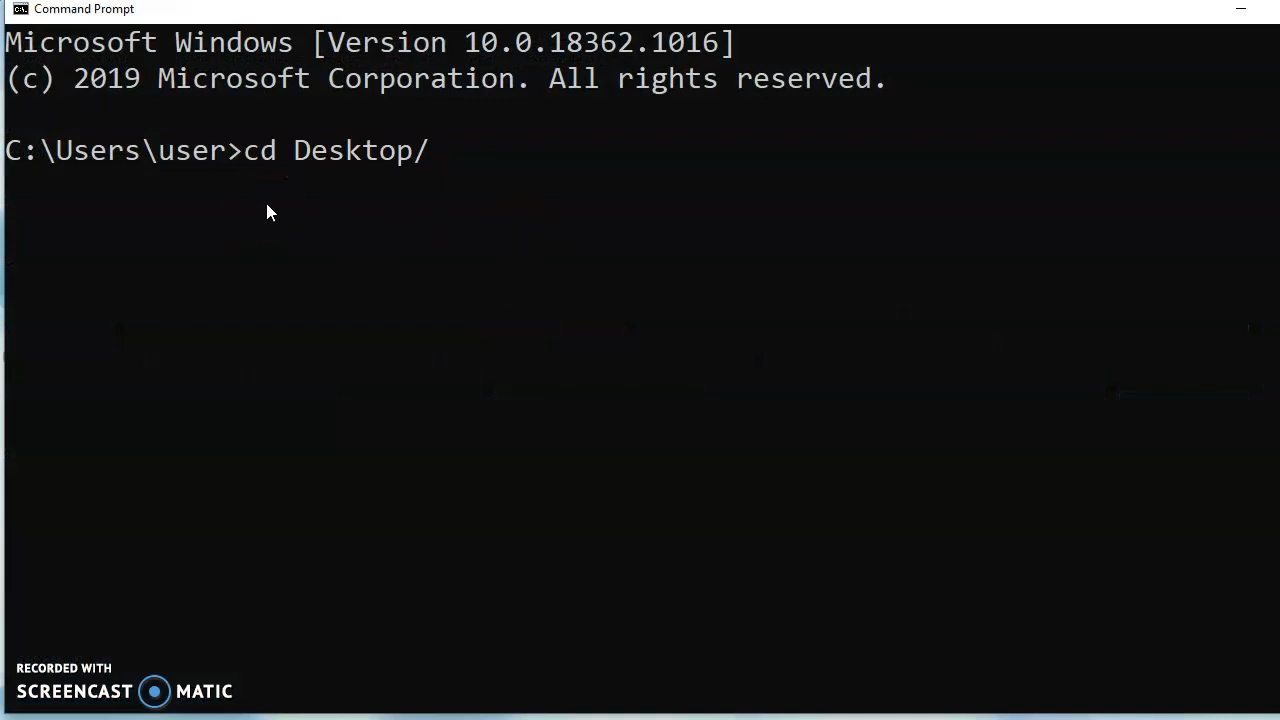 Command Prompt
Microsoft Windows [Version 10.0.18362.1016]
(c) 2019 Microsoft Corporation. All rights reserved.
C:\Users\user>cd Desktop/
RECORDED WITH
SCREENCAST MATIC